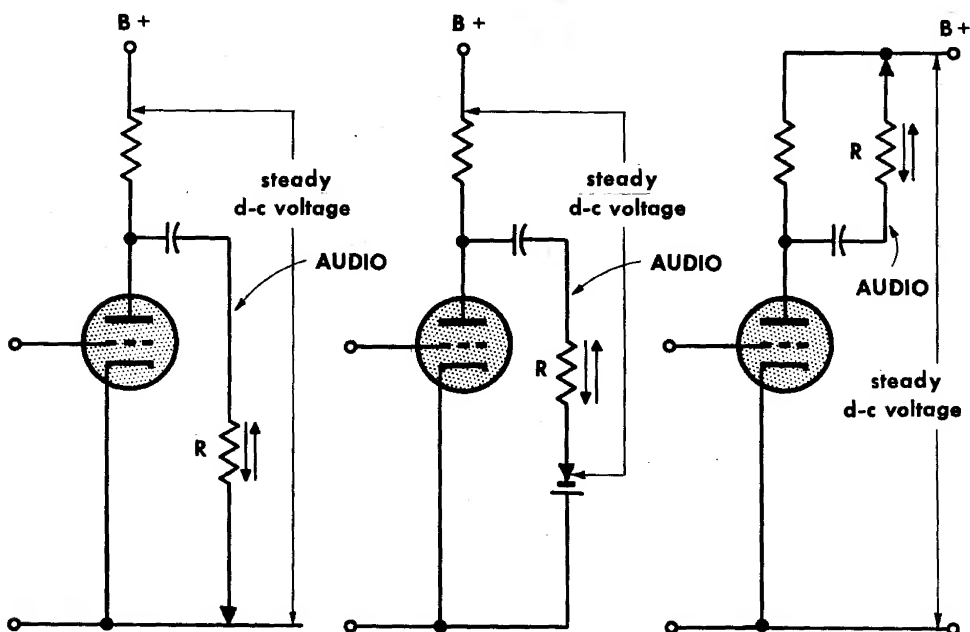 B +
steady
d-c voltage
AUDIO
R
B +
steady
d-c voltage
AUDIO
R
B +
R
AUDIO
steady
d-c voltage